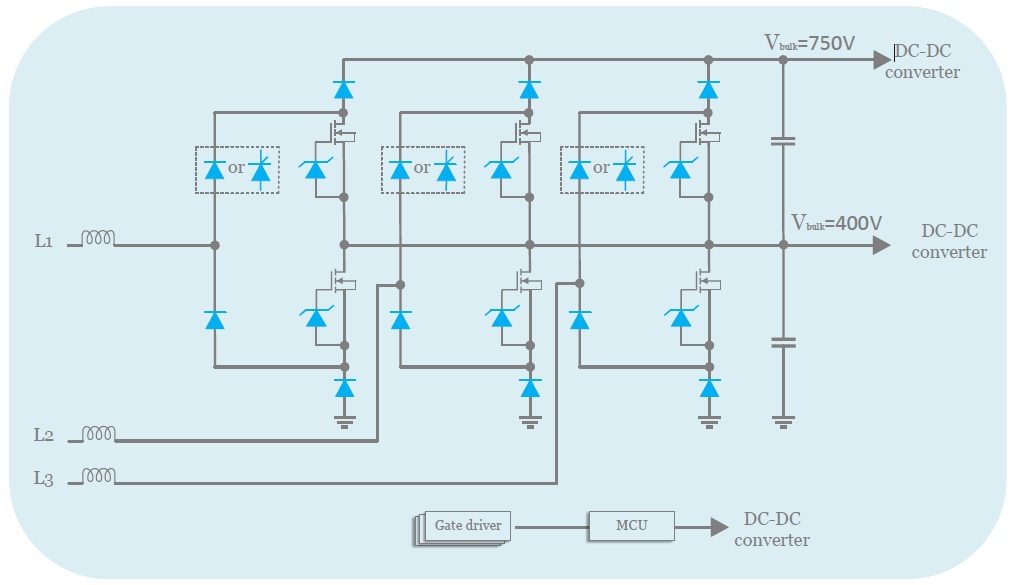 Vbulk=750V
DC-DC
converter
or
or
or
Vbulk=400V
L1
DC-DC
converter
L2
L3
Gate driver
MCU
DC-DC
converter